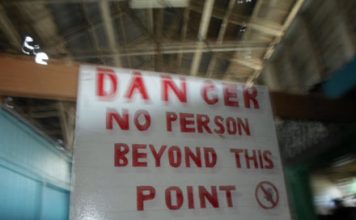 DANGER
NO PERSON
BEYOND THIS
POINT